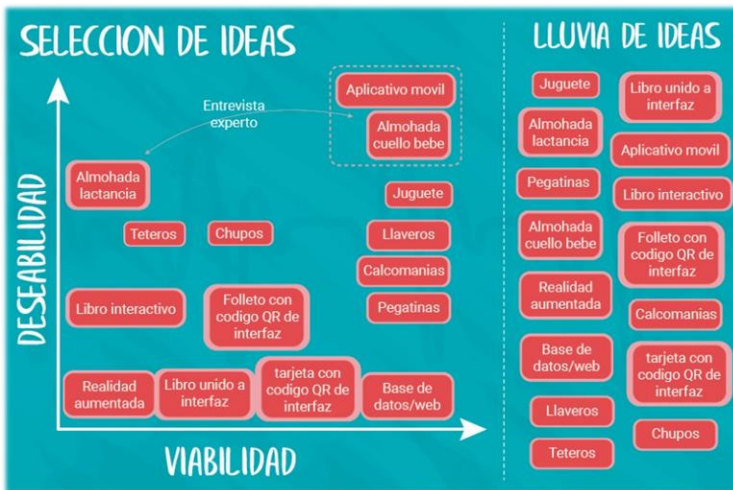 SELECCION DE IDEAS
DESEABILIDAD
VIABILIDAD
Entrevista
experto
Aplicativo movil
Almohada
cuello bebe
Almohada
lactancia
Juguete
Teteros
Chupos
Llaveros
Calcomanias
Libro interactivo
Folleto con
codigo QR de
interfaz
Pegatinas
Realidad
aumentada
Libro unido a
interfaz
tarjeta con
codigo QR de
interfaz
Base de
datos/web
LLUVIA DE IDEAS
Juguete
Almohada
lactancia
Pegatinas
Almohada
cuello bebe
Realidad
aumentada
Base de
datos/web
Llaveros
Teteros
Libro unido a
interfaz
Aplicativo movil
Libro interactivo
Folleto con
codigo QR de
interfaz
Calcomanias
tarjeta con
codigo QR de
interfaz
Chupos